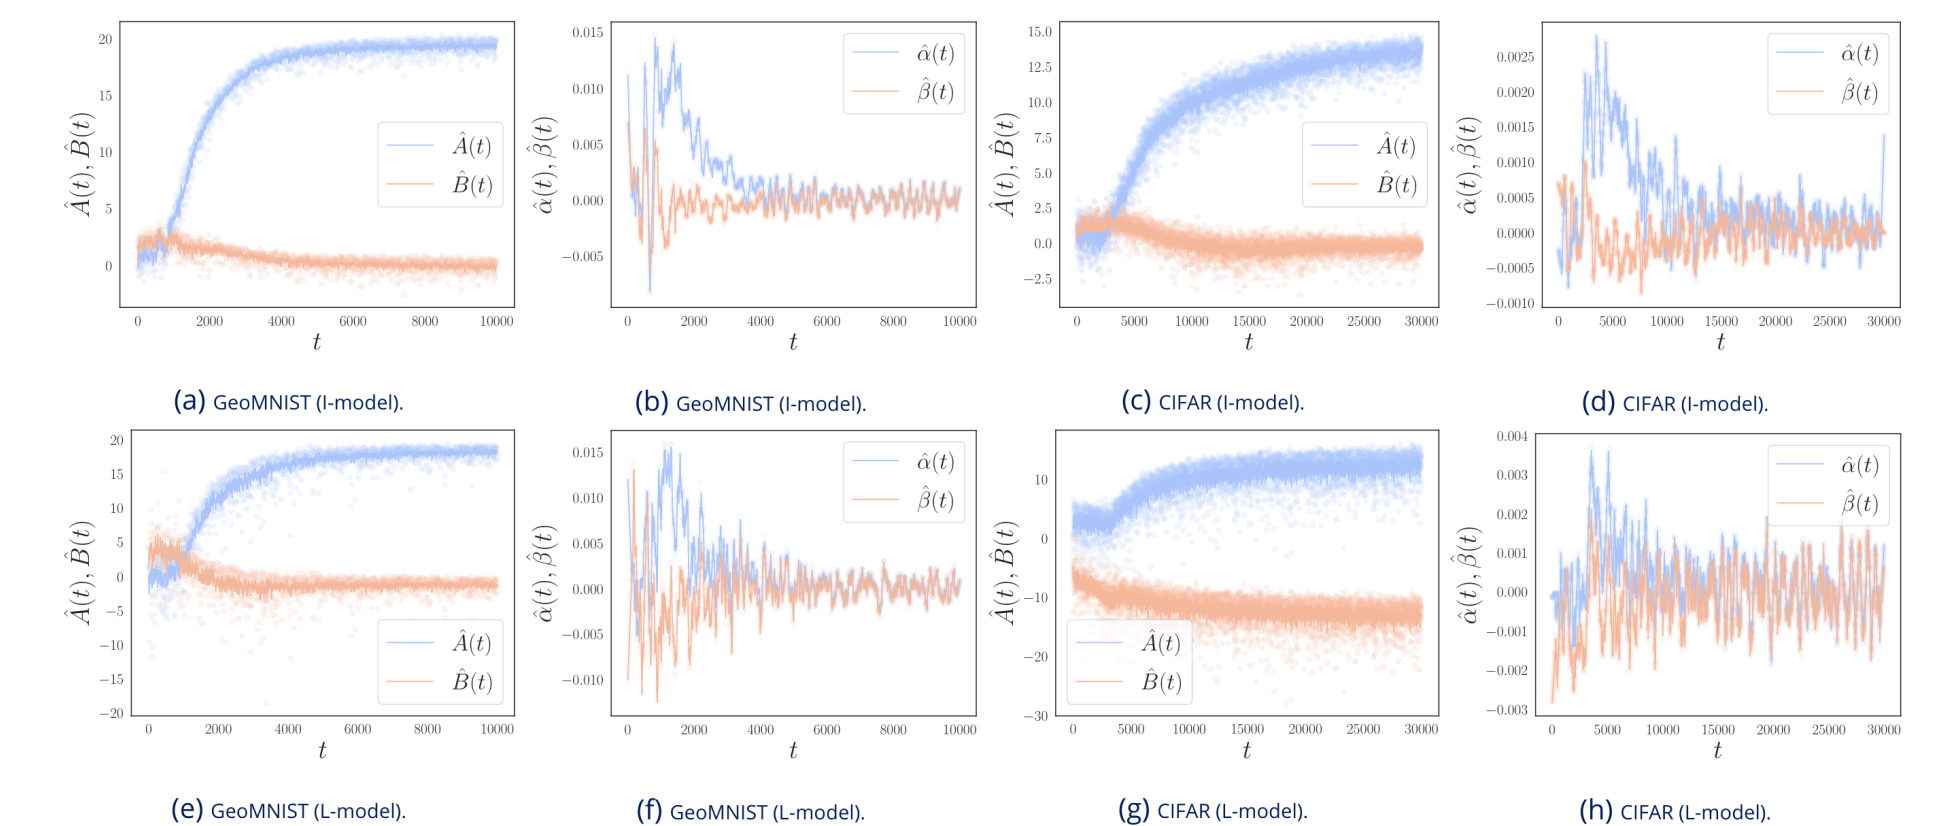 20
15
10
5
0
Â(t), B̂(t)
Â(t)
B̂(t)
0 2000 4000 6000 8000 10000
t
(a) GeoMNIST (I-model).
0.015
0.010
0.005
0.000
−0.005
α̂(t), β̂(t)
α̂(t)
β̂(t)
0 2000 4000 6000 8000 10000
t
(b) GeoMNIST (I-model).
15.0
12.5
10.0
7.5
5.0
2.5
0.0
−2.5
Â(t), B̂(t)
Â(t)
B̂(t)
0 5000 10000 15000 20000 25000 30000
t
(c) CIFAR (I-model).
0.0025
0.0020
0.0015
0.0010
0.0005
0.0000
−0.0005
−0.0010
α̂(t), β̂(t)
α̂(t)
β̂(t)
0 5000 10000 15000 20000 25000 30000
t
(d) CIFAR (I-model).
20
15
10
5
0
−5
−10
−15
−20
Â(t), B̂(t)
Â(t)
B̂(t)
0 2000 4000 6000 8000 10000
t
(e) GeoMNIST (L-model).
0.015
0.010
0.005
0.000
−0.005
−0.010
α̂(t), β̂(t)
α̂(t)
β̂(t)
0 2000 4000 6000 8000 10000
t
(f) GeoMNIST (L-model).
10
0
−10
−20
−30
Â(t), B̂(t)
Â(t)
B̂(t)
0 5000 10000 15000 20000 25000 30000
t
(g) CIFAR (L-model).
0.004
0.003
0.002
0.001
0.000
−0.001
−0.002
−0.003
α̂(t), β̂(t)
α̂(t)
β̂(t)
0 5000 10000 15000 20000 25000 30000
t
(h) CIFAR (L-model).